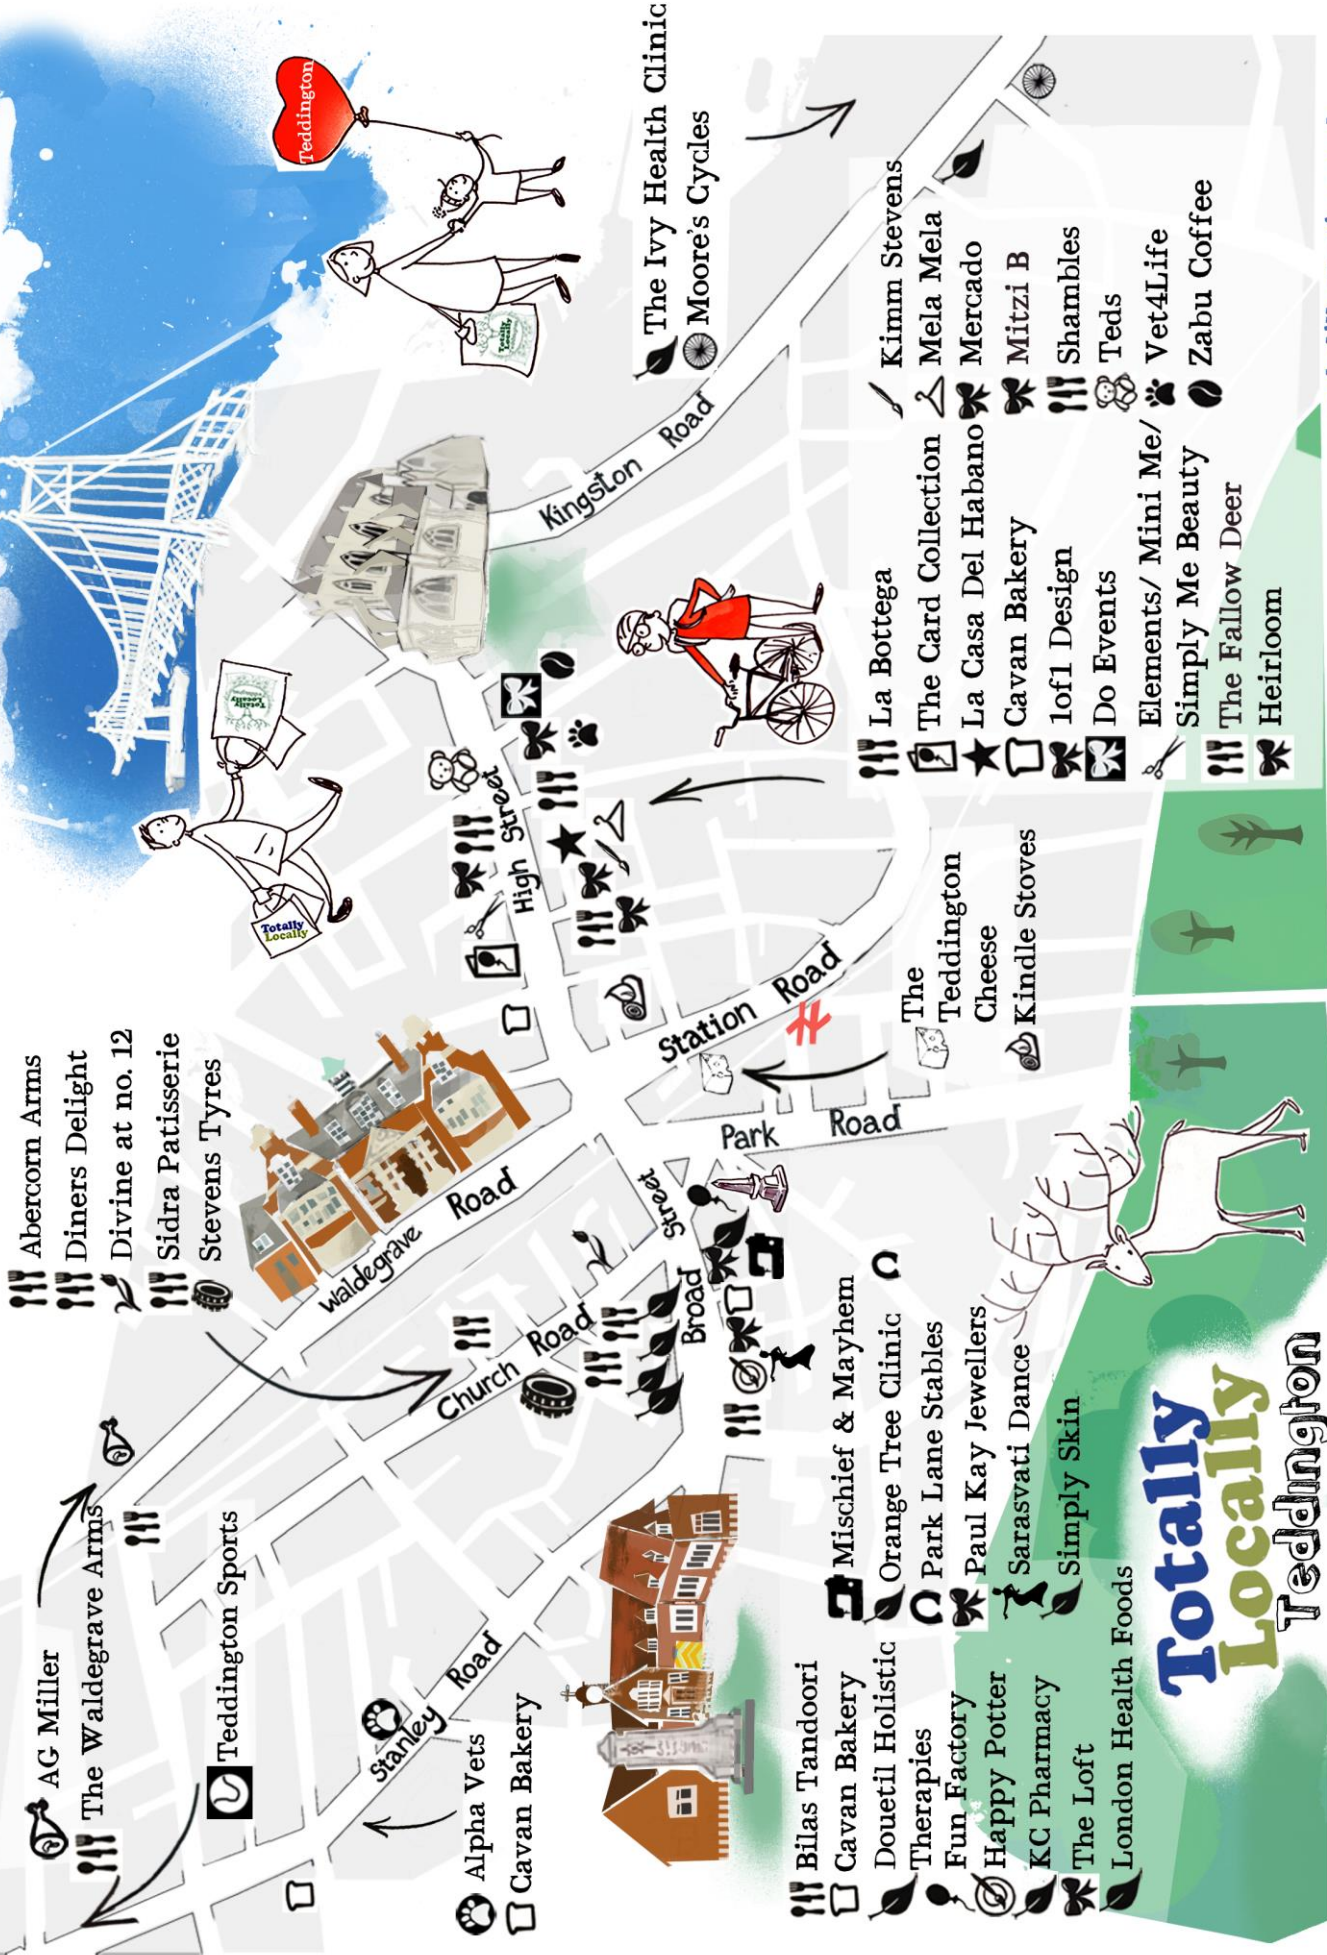 AG Miller
The Waldegrave Arms
Teddington Sports
Alpha Vets
Cavan Bakery
Stanley Road
Abercorn Arms
Diners Delight
Divine at no. 12
Sidra Patisserie
Stevens Tyres
Waldegrave Road
Church Road
Broad Street
High Street
Station Road
Park Road
Kingston Road
Totally
Locally
Totally
Locally
Teddington
Totally
Locally
Teddington
The Ivy Health Clinic
Moore's Cycles
Bilas Tandoori
Cavan Bakery
Douetil Holistic
Therapies
Fun Factory
Happy Potter
KC Pharmacy
The Loft
London Health Foods
Mischief & Mayhem
Orange Tree Clinic
Park Lane Stables
Paul Kay Jewellers
Sarasvati Dance
Simply Skin
The
Teddington
Cheese
Kindle Stoves
La Bottega
The Card Collection
La Casa Del Habano
Cavan Bakery
1of1 Design
Do Events
Elements/ Mini Me/
Simply Me Beauty
The Fallow Deer
Heirloom
Kimm Stevens
Mela Mela
Mercado
Mitzi B
Shambles
Teds
Vet4Life
Zabu Coffee
Totally
Locally
Teddington